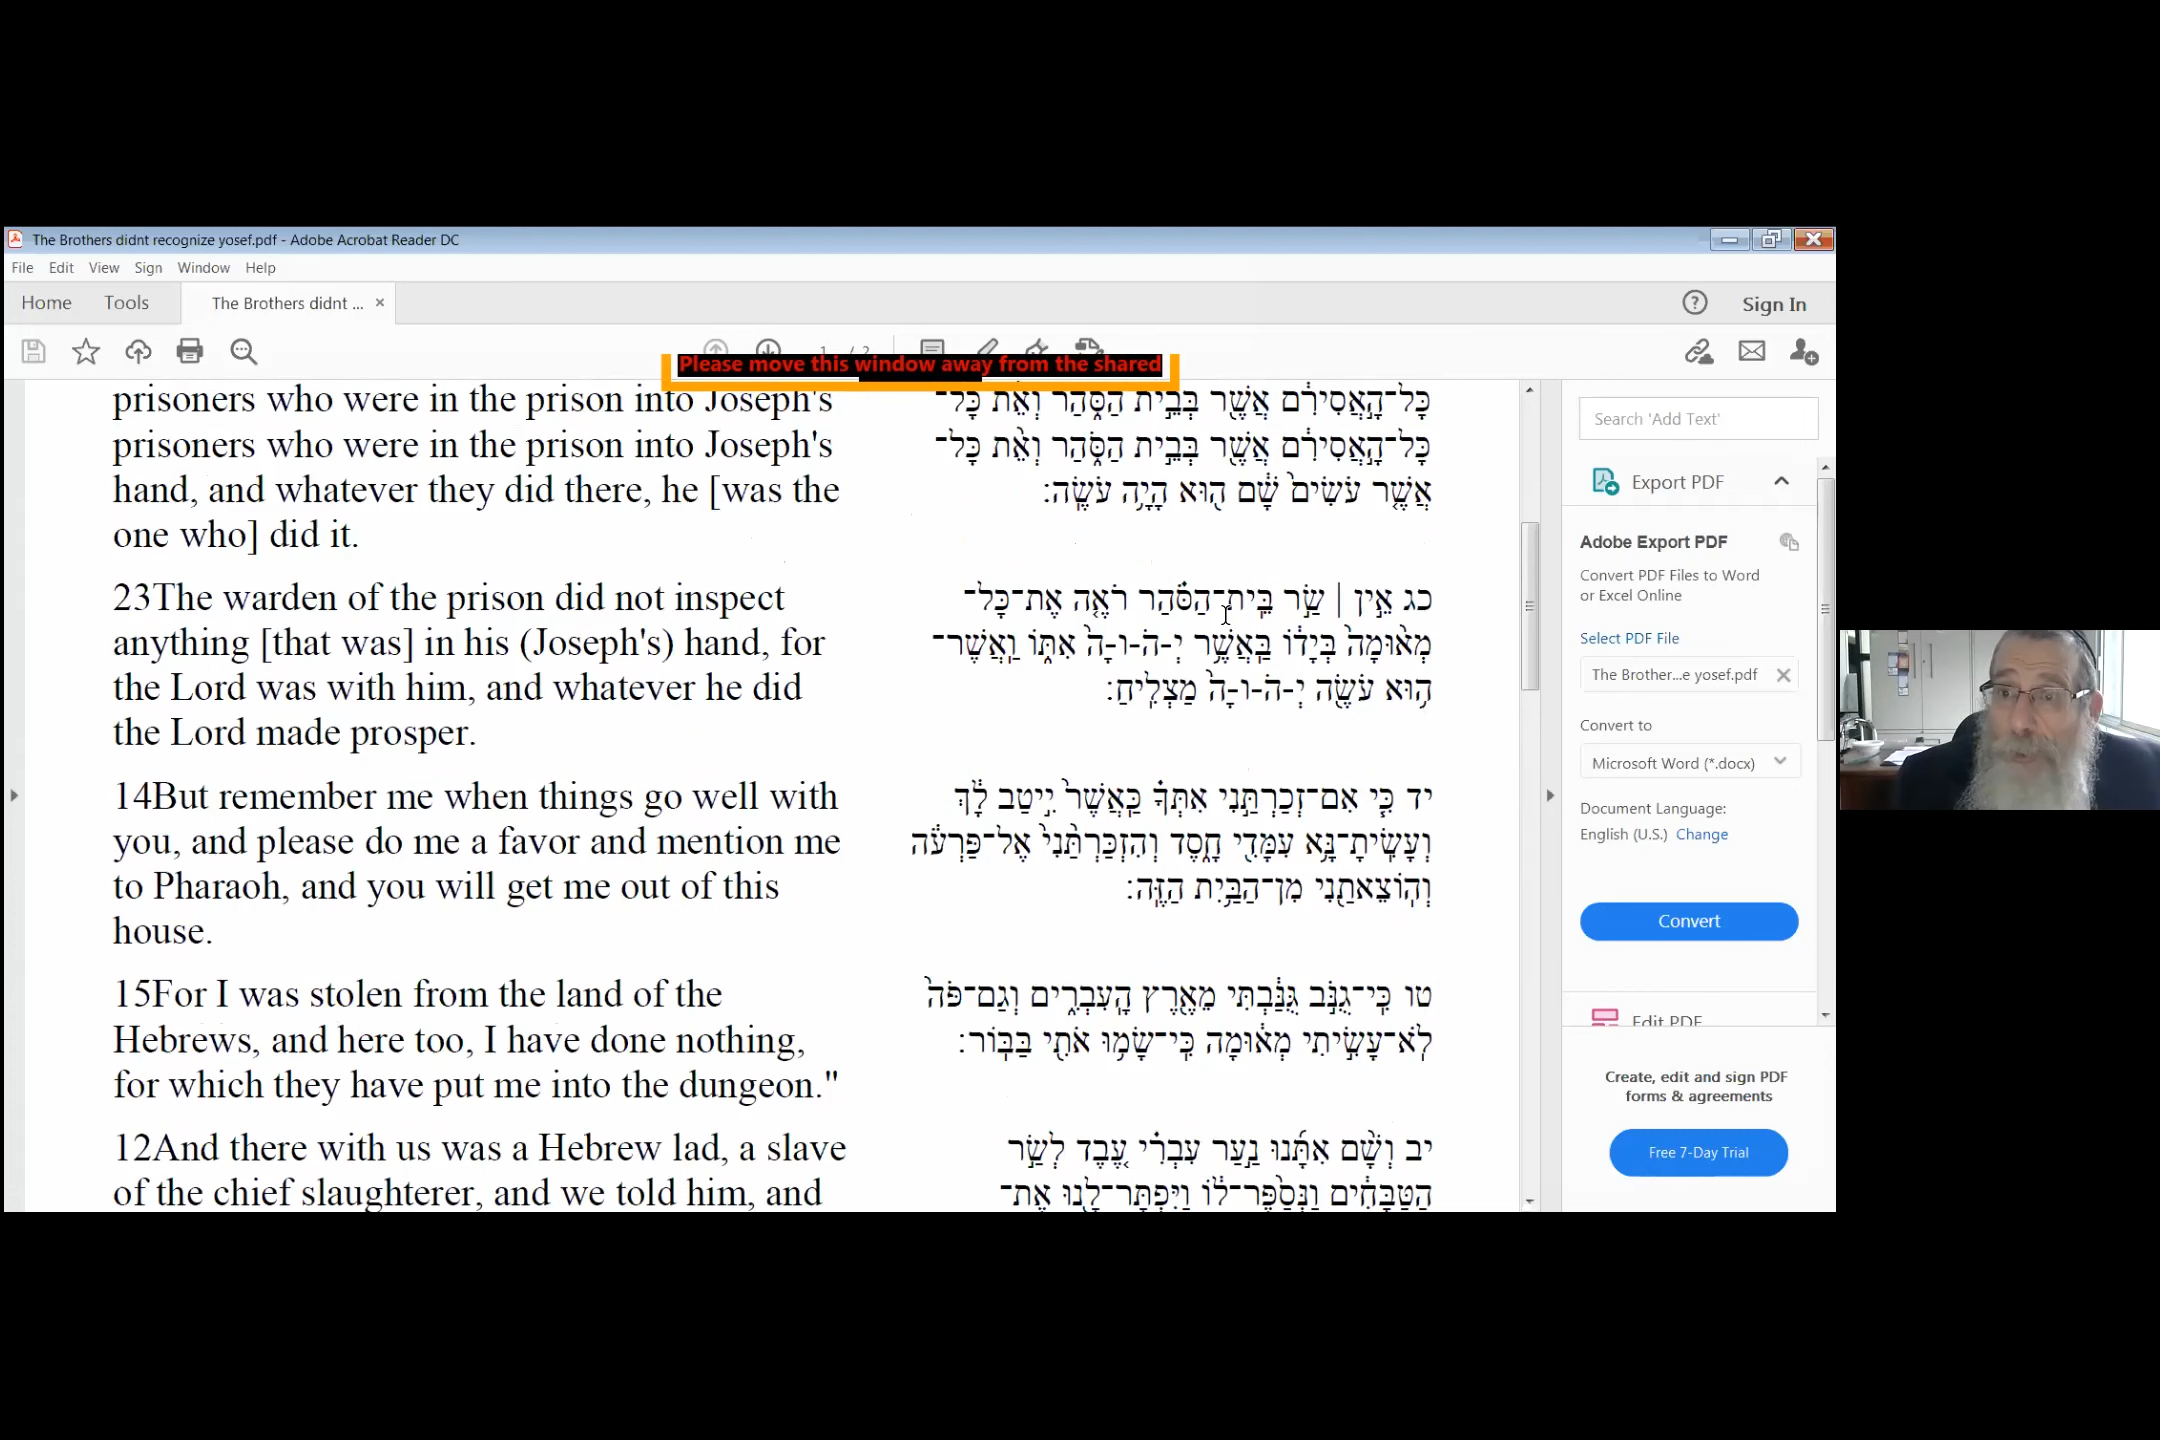 The Brothers didnt recognize yosef.pdf - Adobe Acrobat Reader DC
File Edit View Sign Window Help
Home Tools The Brothers didnt ... × Sign In
1 / 2
Please move this window away from the shared
prisoners who were in the prison into Joseph's
prisoners who were in the prison into Joseph's
hand, and whatever they did there, he [was the
one who] did it.
כָּל־הָאֲסִירִם אֲשֶׁר בְּבֵית הַסֹּהַר וְאֵת כָּל־
כָּל־הָאֲסִירִם אֲשֶׁר בְּבֵית הַסֹּהַר וְאֵת כָּל־
אֲשֶׁר עֹשִׂים שָׁם הוּא הָיָה עֹשֶׂה:
23The warden of the prison did not inspect
anything [that was] in his (Joseph's) hand, for
the Lord was with him, and whatever he did
the Lord made prosper.
כג אֵין | שַׂר בֵּית־הַסֹּהַר רֹאֶה אֶת־כָּל־
מְאוּמָה בְּיָדוֹ בַּאֲשֶׁר יְ-הֹ-וָ-ה אִתּוֹ וַאֲשֶׁר־
הוּא עֹשֶׂה יְ-הֹ-וָ-ה מַצְלִיחַ:
14But remember me when things go well with
you, and please do me a favor and mention me
to Pharaoh, and you will get me out of this
house.
יד כִּי אִם־זְכַרְתַּנִי אִתְּךָ כַּאֲשֶׁר יִיטַב לָךְ
וְעָשִׂיתָ־נָּא עִמָּדִי חָסֶד וְהִזְכַּרְתַּנִי אֶל־פַּרְעֹה
וְהוֹצֵאתַנִי מִן־הַבַּיִת הַזֶּה:
15For I was stolen from the land of the
Hebrews, and here too, I have done nothing,
for which they have put me into the dungeon."
טו כִּי־גֻנֹּב גֻּנַּבְתִּי מֵאֶרֶץ הָעִבְרִים וְגַם־פֹּה
לֹא־עָשִׂיתִי מְאוּמָה כִּי־שָׂמוּ אֹתִי בַּבּוֹר:
12And there with us was a Hebrew lad, a slave
of the chief slaughterer, and we told him, and
יב וְשָׁם אִתָּנוּ נַעַר עִבְרִי עֶבֶד לְשַׂר
הַטַּבָּחִים וַנְּסַפֶּר־לוֹ וַיִּפְתָּר־לָנוּ אֶת־
Search 'Add Text'
Export PDF
Adobe Export PDF
Convert PDF Files to Word
or Excel Online
Select PDF File
The Brother...e yosef.pdf
Convert to
Microsoft Word (*.docx)
Document Language:
English (U.S.) Change
Convert
Edit PDF
Create, edit and sign PDF
forms & agreements
Free 7-Day Trial